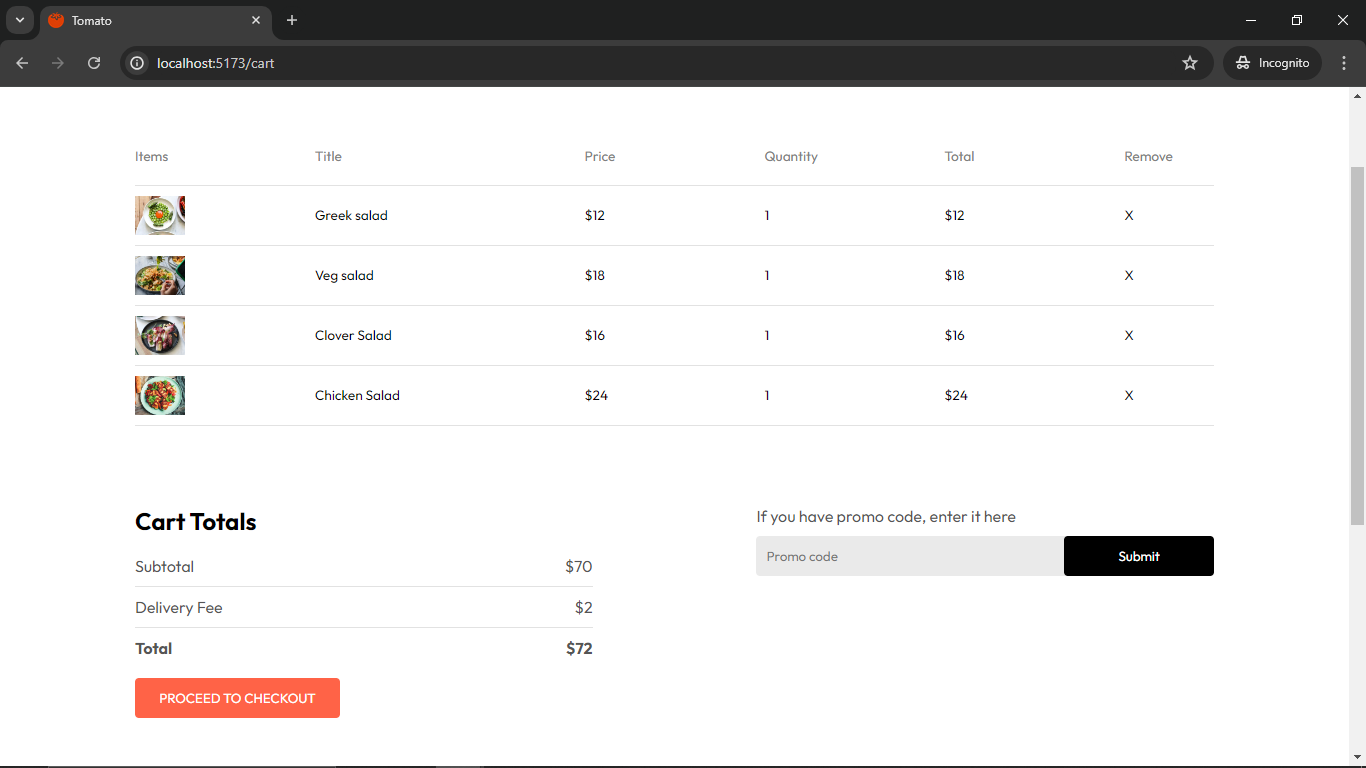 Tomato
localhost:5173/cart
Incognito
Items Title Price Quantity Total Remove
Greek salad $12 1 $12 X
Veg salad $18 1 $18 X
Clover Salad $16 1 $16 X
Chicken Salad $24 1 $24 X
Cart Totals
Subtotal $70
Delivery Fee $2
Total $72
PROCEED TO CHECKOUT
If you have promo code, enter it here
Promo code Submit